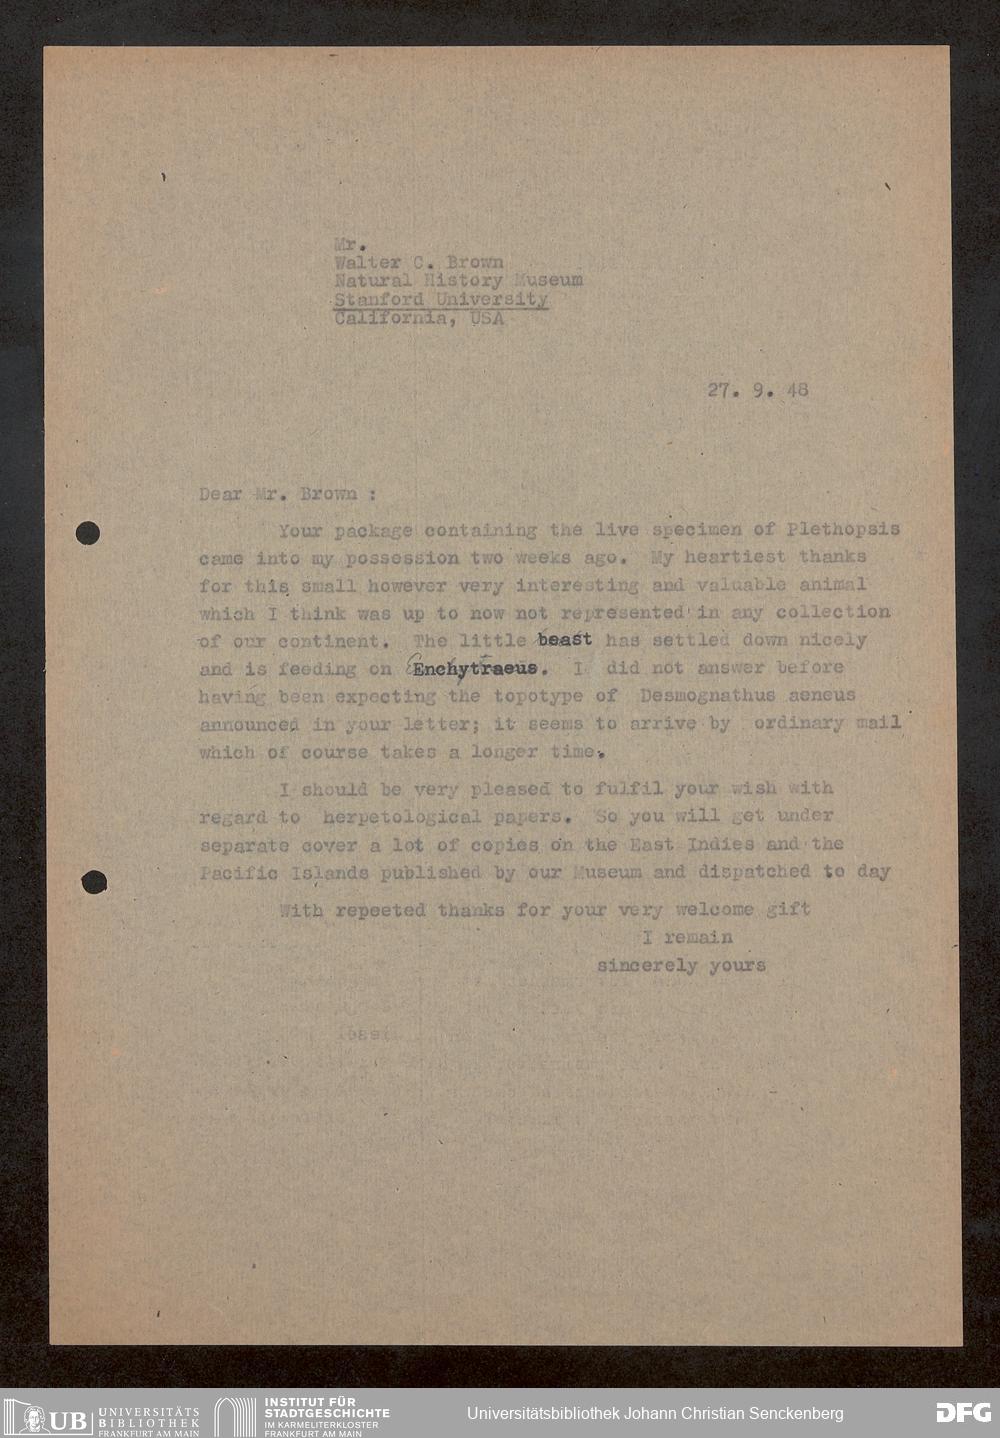 Mr.
Walter C. Brown
Natural History Museum
Stanford University
California, USA
27. 9. 48
Dear Mr. Brown :
Your package containing the live specimen of Plethopsis
came into my possession two weeks ago. My heartiest thanks
for this small however very interesting and valuable animal
which I think was up to now not represented in any collection
of our continent. The little beast has settled down nicely
and is feeding on Enchytraeus. I did not answer before
having been expecting the topotype of Desmognathus aeneus
announced in your letter; it seems to arrive by ordinary mail
which of course takes a longer time.
I should be very pleased to fulfil your wish with
regard to herpetological papers. So you will get under
separate cover a lot of copies on the East Indies and the
Pacific Islands published by our Museum and dispatched to day
With repeeted thanks for your very welcome gift
I remain
sincerely yours
UB UNIVERSITÄTS
BIBLIOTHEK
FRANKFURT AM MAIN
INSTITUT FÜR
STADTGESCHICHTE
IM KARMELITERKLOSTER
FRANKFURT AM MAIN
Universitätsbibliothek Johann Christian Senckenberg
DFG